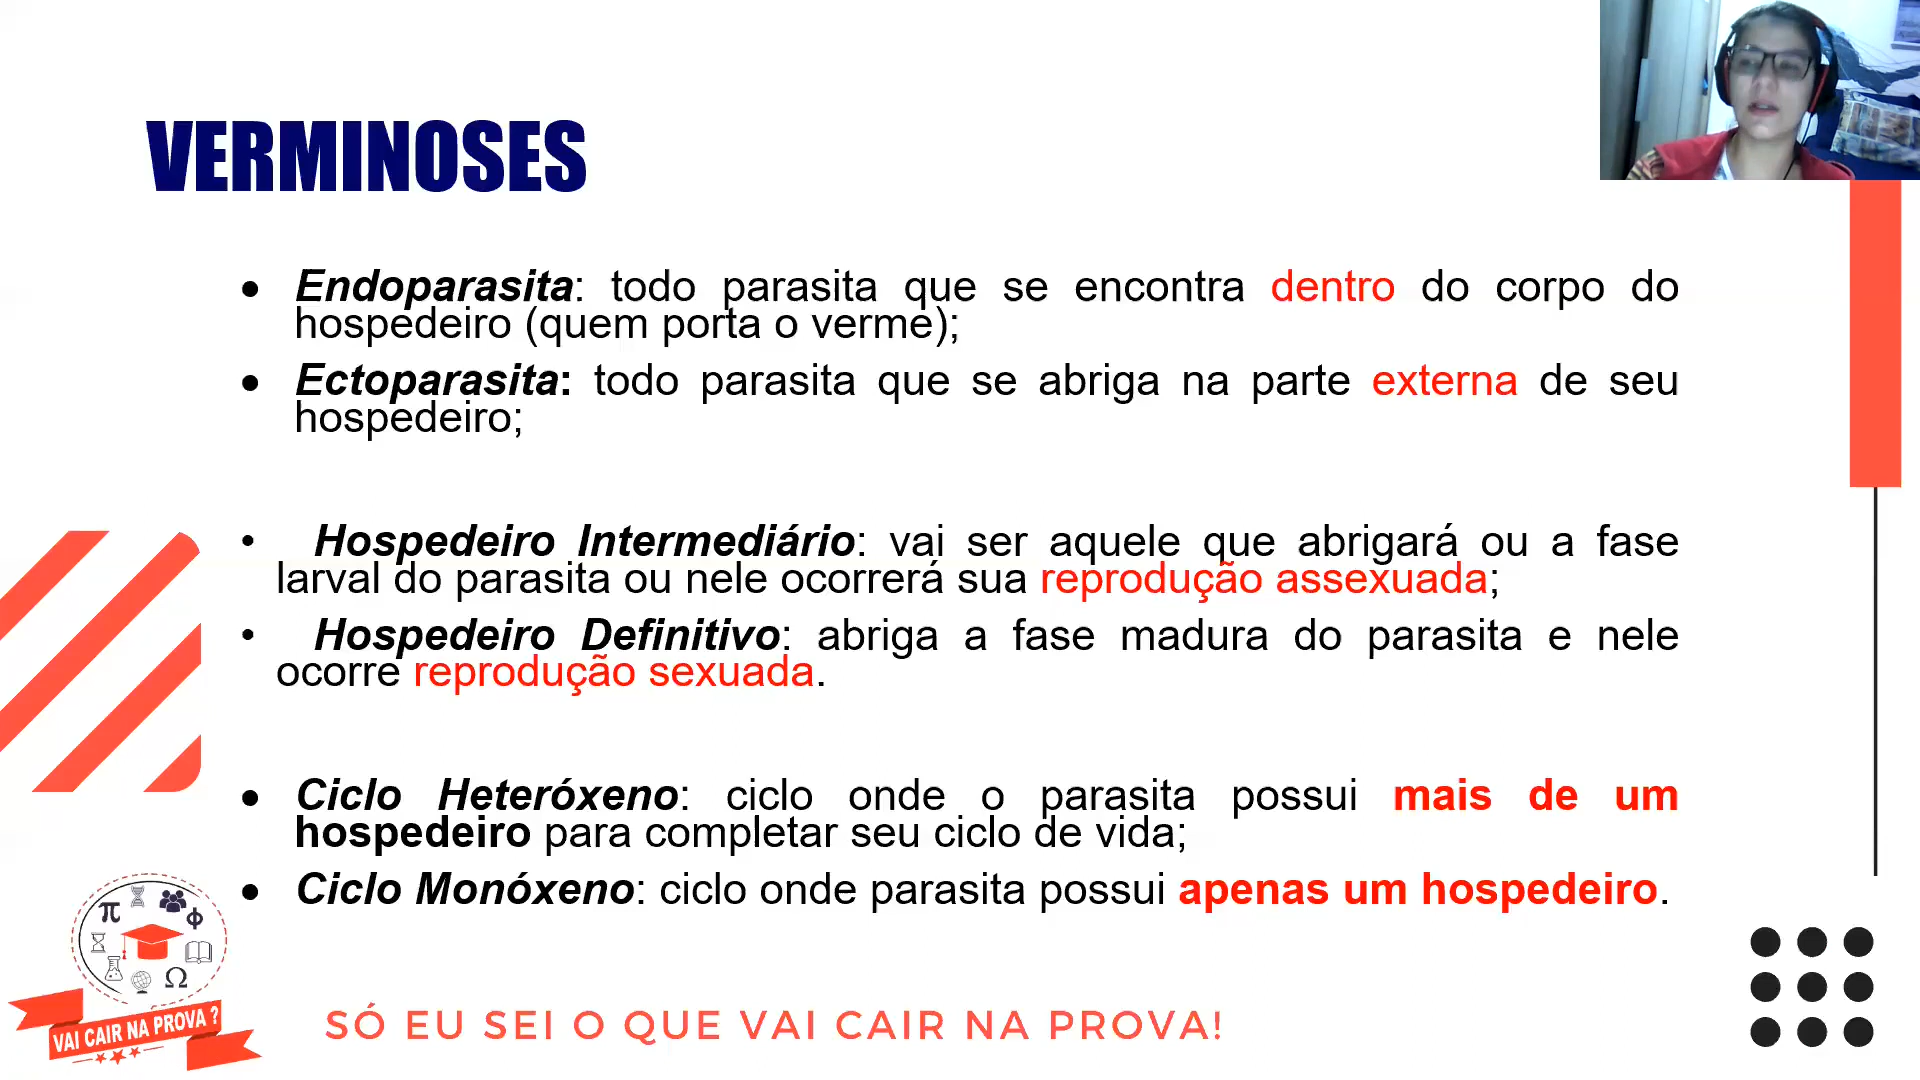 VERMINOSES
● Endoparasita: todo parasita que se encontra dentro do corpo do
hospedeiro (quem porta o verme);
● Ectoparasita: todo parasita que se abriga na parte externa de seu
hospedeiro;
• Hospedeiro Intermediário: vai ser aquele que abrigará ou a fase
larval do parasita ou nele ocorrerá sua reprodução assexuada;
• Hospedeiro Definitivo: abriga a fase madura do parasita e nele
ocorre reprodução sexuada.
● Ciclo Heteróxeno: ciclo onde o parasita possui mais de um
hospedeiro para completar seu ciclo de vida;
● Ciclo Monóxeno: ciclo onde parasita possui apenas um hospedeiro.
π
Φ
Ω
VAI CAIR NA PROVA ?
SÓ EU SEI O QUE VAI CAIR NA PROVA!